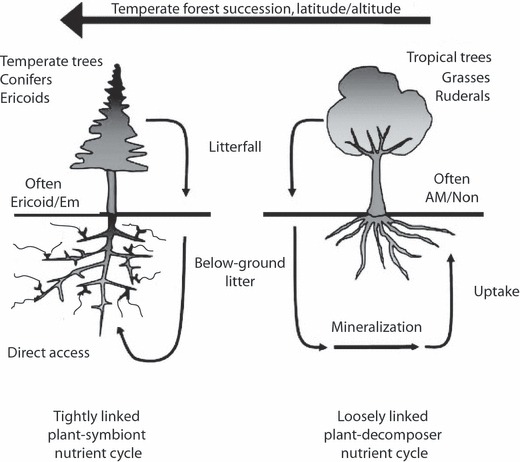 Temperate forest succession, latitude/altitude
Temperate trees
Conifers
Ericoids
Tropical trees
Grasses
Ruderals
Litterfall
Often
Ericoid/Em
Often
AM/Non
Below-ground
litter
Uptake
Mineralization
Direct access
Tightly linked
plant-symbiont
nutrient cycle
Loosely linked
plant-decomposer
nutrient cycle